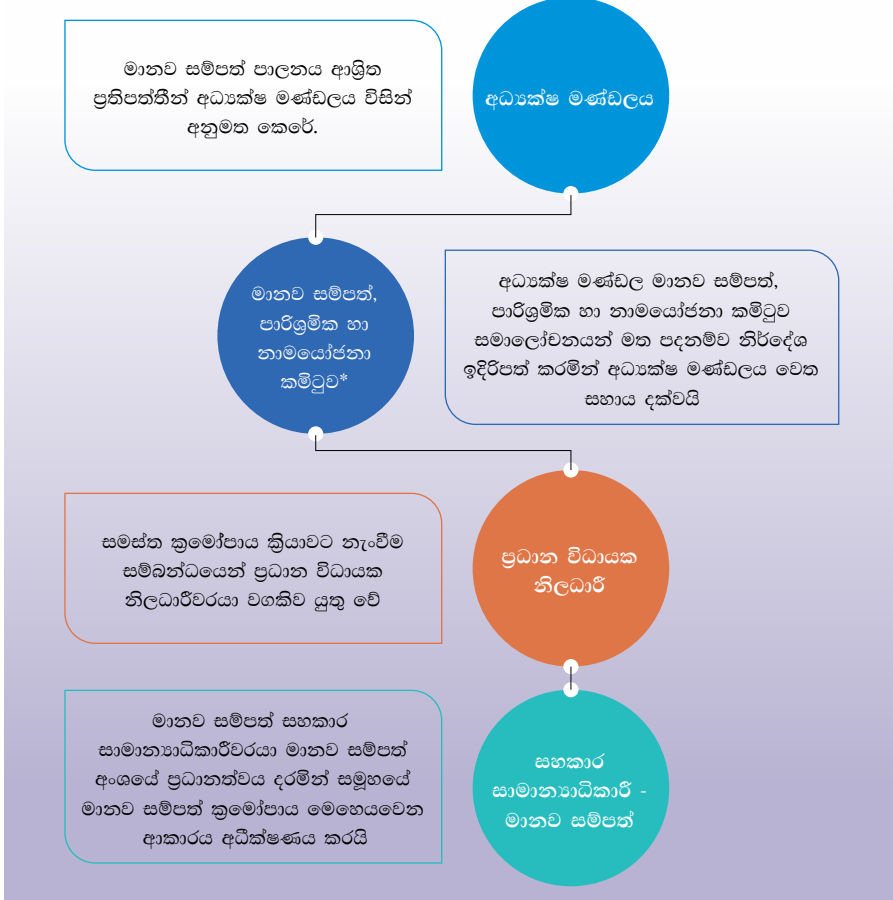 මානව සම්පත් පාලනය ආශ්‍රිත
ප්‍රතිපත්තීන් අධ්‍යක්ෂ මණ්ඩලය විසින්
අනුමත කෙරේ.
අධ්‍යක්ෂ මණ්ඩලය
මානව සම්පත්,
පාරිශ්‍රමික හා
නාමයෝජනා
කමිටුව*
අධ්‍යක්ෂ මණ්ඩල මානව සම්පත්,
පාරිශ්‍රමික හා නාමයෝජනා කමිටුව
සමාලෝචනයන් මත පදනම්ව නිර්දේශ
ඉදිරිපත් කරමින් අධ්‍යක්ෂ මණ්ඩලය වෙත
සහාය දක්වයි
සමස්ත ක්‍රමෝපාය ක්‍රියාවට නැංවීම
සම්බන්ධයෙන් ප්‍රධාන විධායක
නිලධාරීවරයා වගකිව යුතු වේ
ප්‍රධාන විධායක
නිලධාරී
මානව සම්පත් සහකාර
සාමාන්‍යාධිකාරීවරයා මානව සම්පත්
අංශයේ ප්‍රධානත්වය දරමින් සමූහයේ
මානව සම්පත් ක්‍රමෝපාය මෙහෙයවෙන
ආකාරය අධීක්ෂණය කරයි
සහකාර
සාමාන්‍යාධිකාරී -
මානව සම්පත්